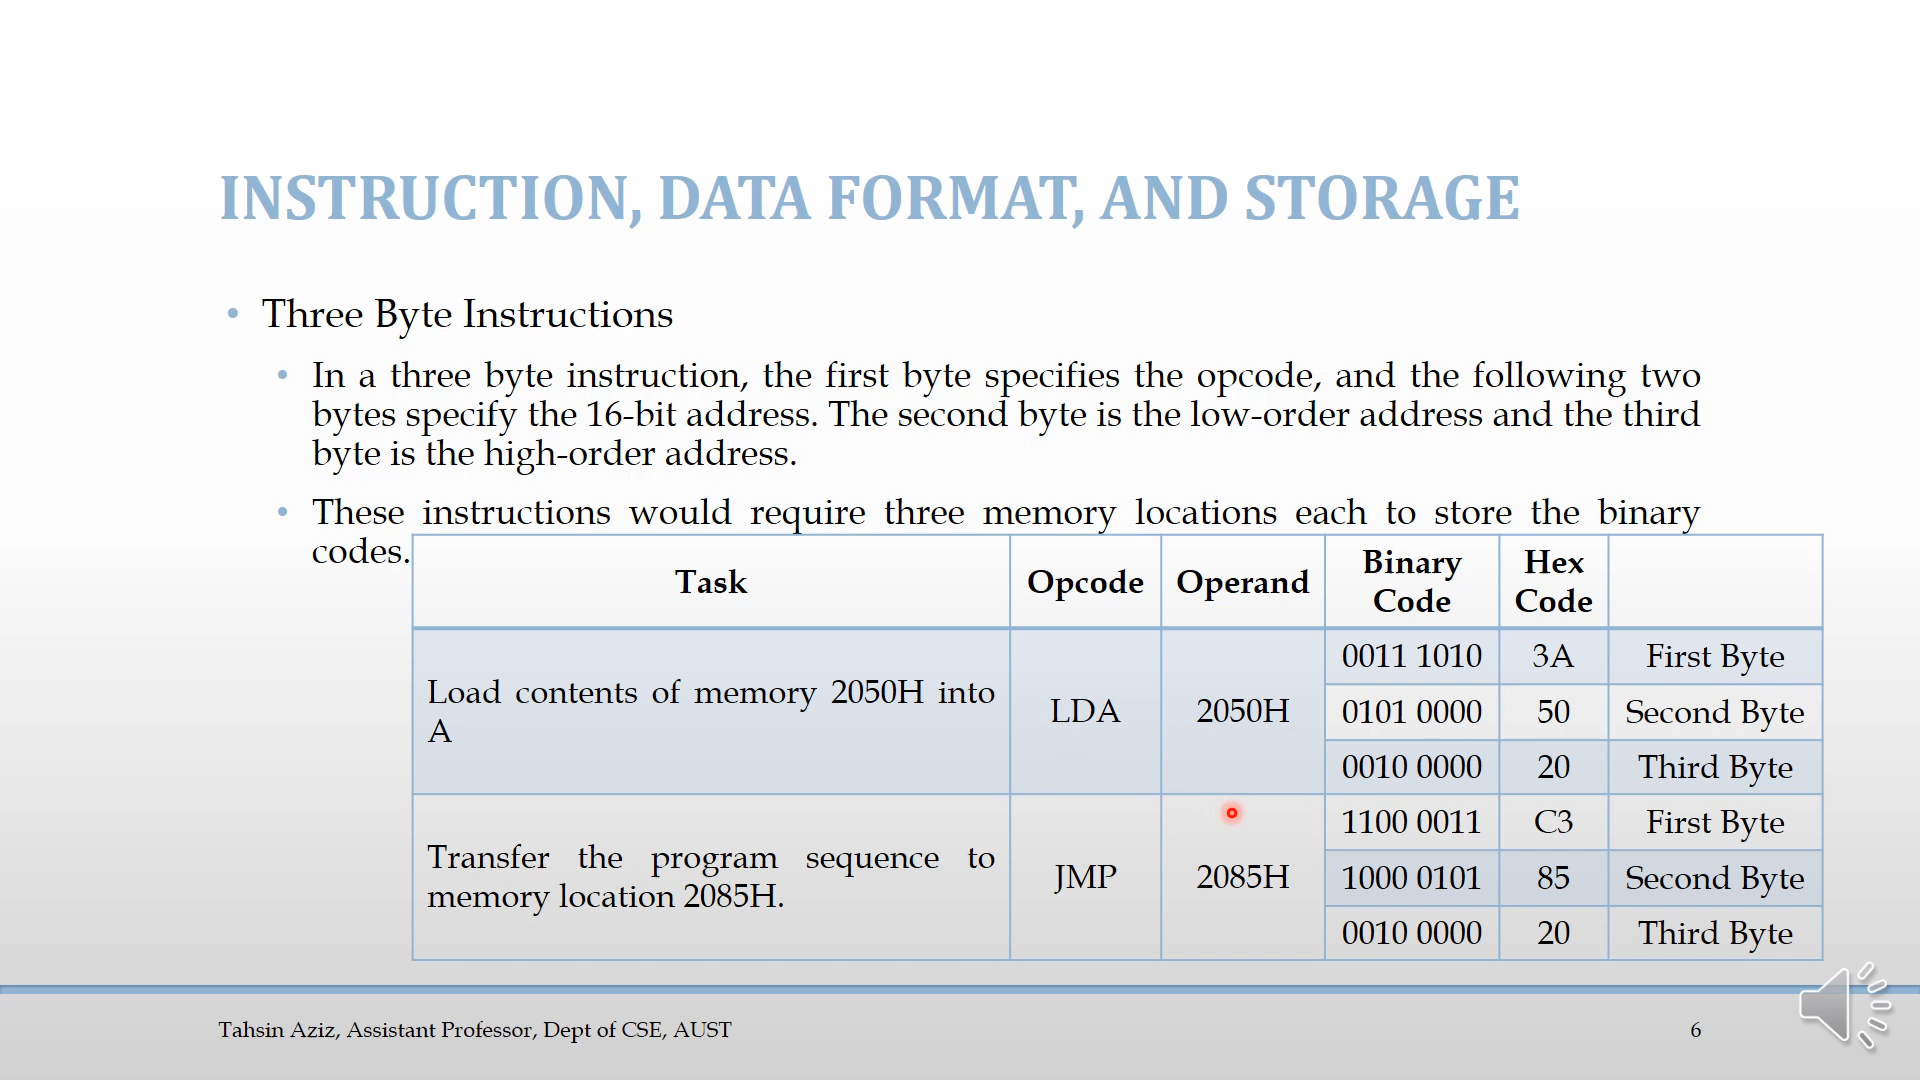 INSTRUCTION, DATA FORMAT, AND STORAGE
• Three Byte Instructions
• In a three byte instruction, the first byte specifies the opcode, and the following two
bytes specify the 16-bit address. The second byte is the low-order address and the third
byte is the high-order address.
• These instructions would require three memory locations each to store the binary
codes.
Task Opcode Operand Binary Code Hex Code
Load contents of memory 2050H into A LDA 2050H 0011 1010 3A First Byte
0101 0000 50 Second Byte
0010 0000 20 Third Byte
Transfer the program sequence to memory location 2085H. JMP 2085H 1100 0011 C3 First Byte
1000 0101 85 Second Byte
0010 0000 20 Third Byte
Tahsin Aziz, Assistant Professor, Dept of CSE, AUST 6